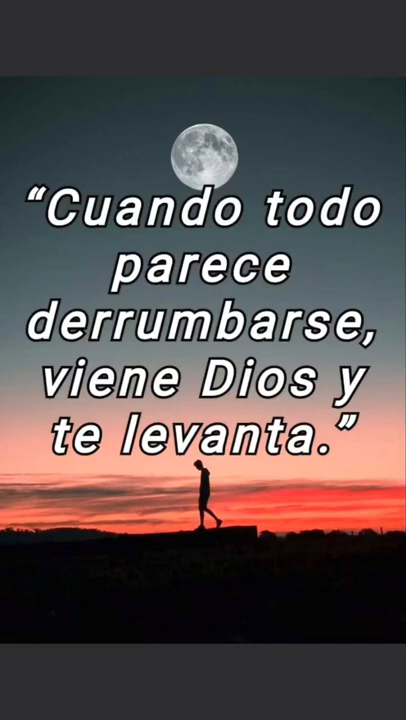 “Cuando todo
parece
derrumbarse,
viene Dios y
te levanta.”